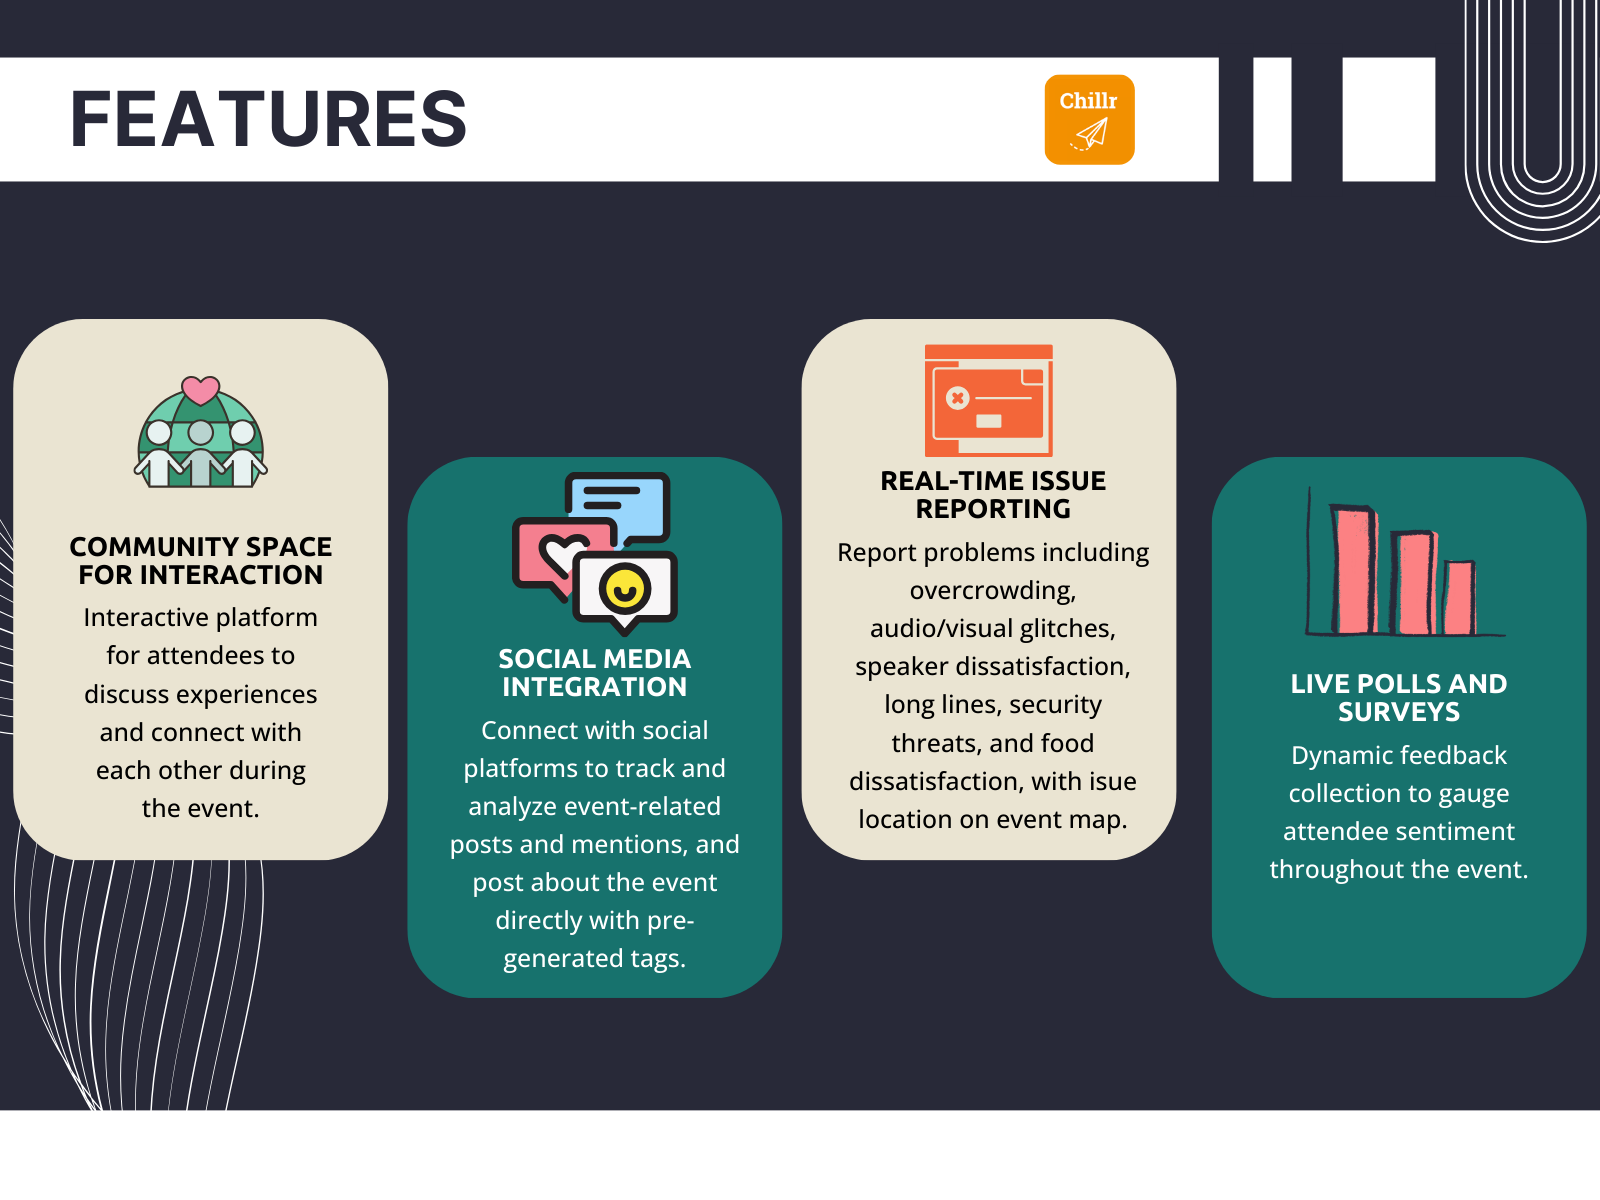 FEATURES
Chillr
COMMUNITY SPACE
FOR INTERACTION
Interactive platform
for attendees to
discuss experiences
and connect with
each other during
the event.
SOCIAL MEDIA
INTEGRATION
Connect with social
platforms to track and
analyze event-related
posts and mentions, and
post about the event
directly with pre-
generated tags.
REAL-TIME ISSUE
REPORTING
Report problems including
overcrowding,
audio/visual glitches,
speaker dissatisfaction,
long lines, security
threats, and food
dissatisfaction, with isue
location on event map.
LIVE POLLS AND
SURVEYS
Dynamic feedback
collection to gauge
attendee sentiment
throughout the event.